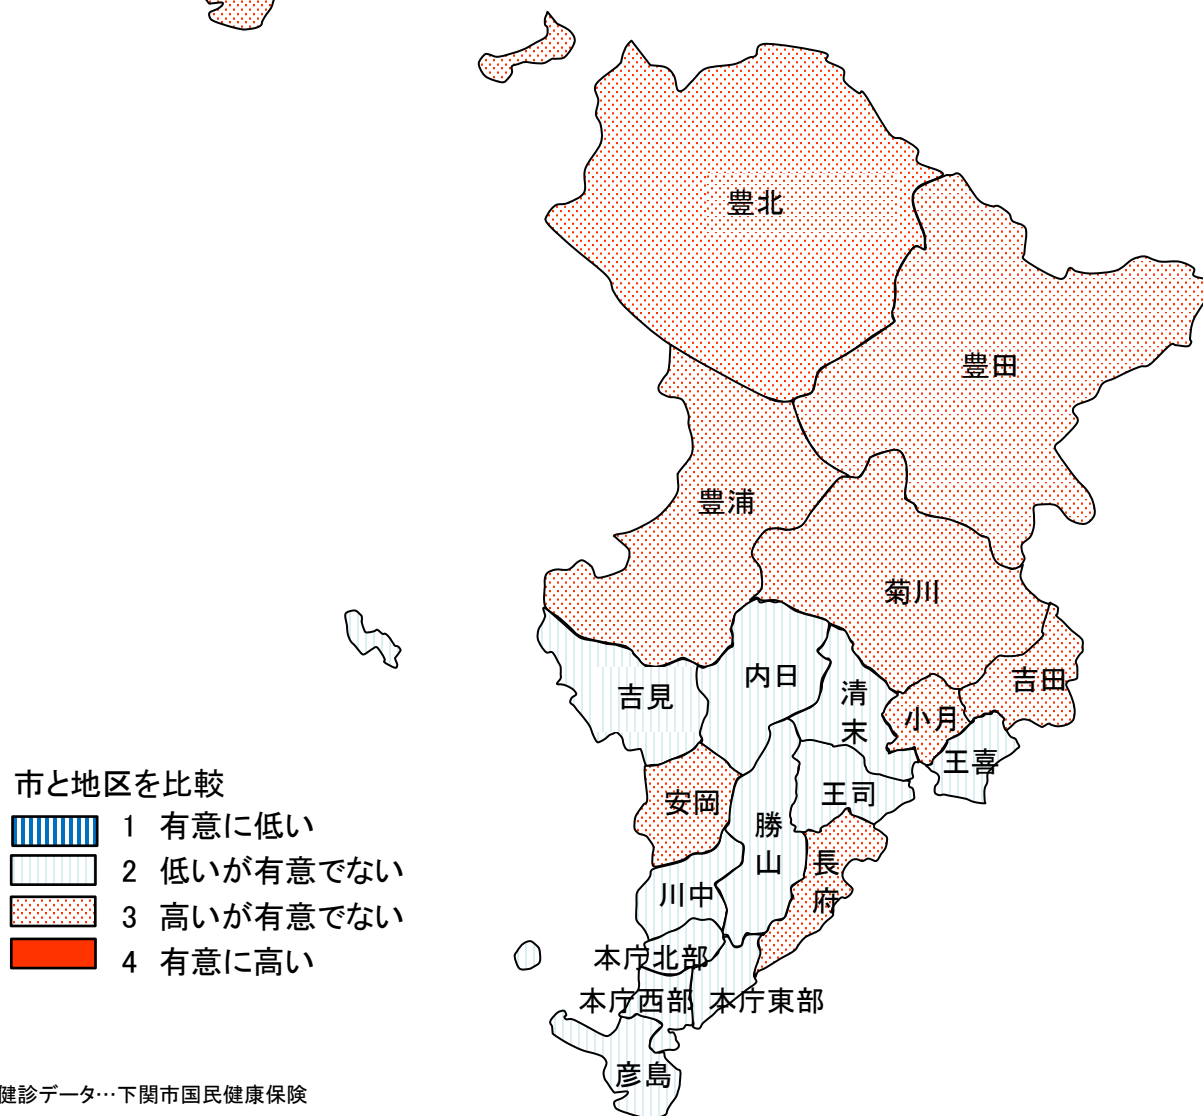 豊北
豊田
豊浦
菊川
吉田
内日
吉見
清末
小月
王喜
安岡
王司
勝山
長府
川中
本庁北部
本庁西部
本庁東部
彦島
市と地区を比較
1 有意に低い
2 低いが有意でない
3 高いが有意でない
4 有意に高い
健診データ…下関市国民健康保険